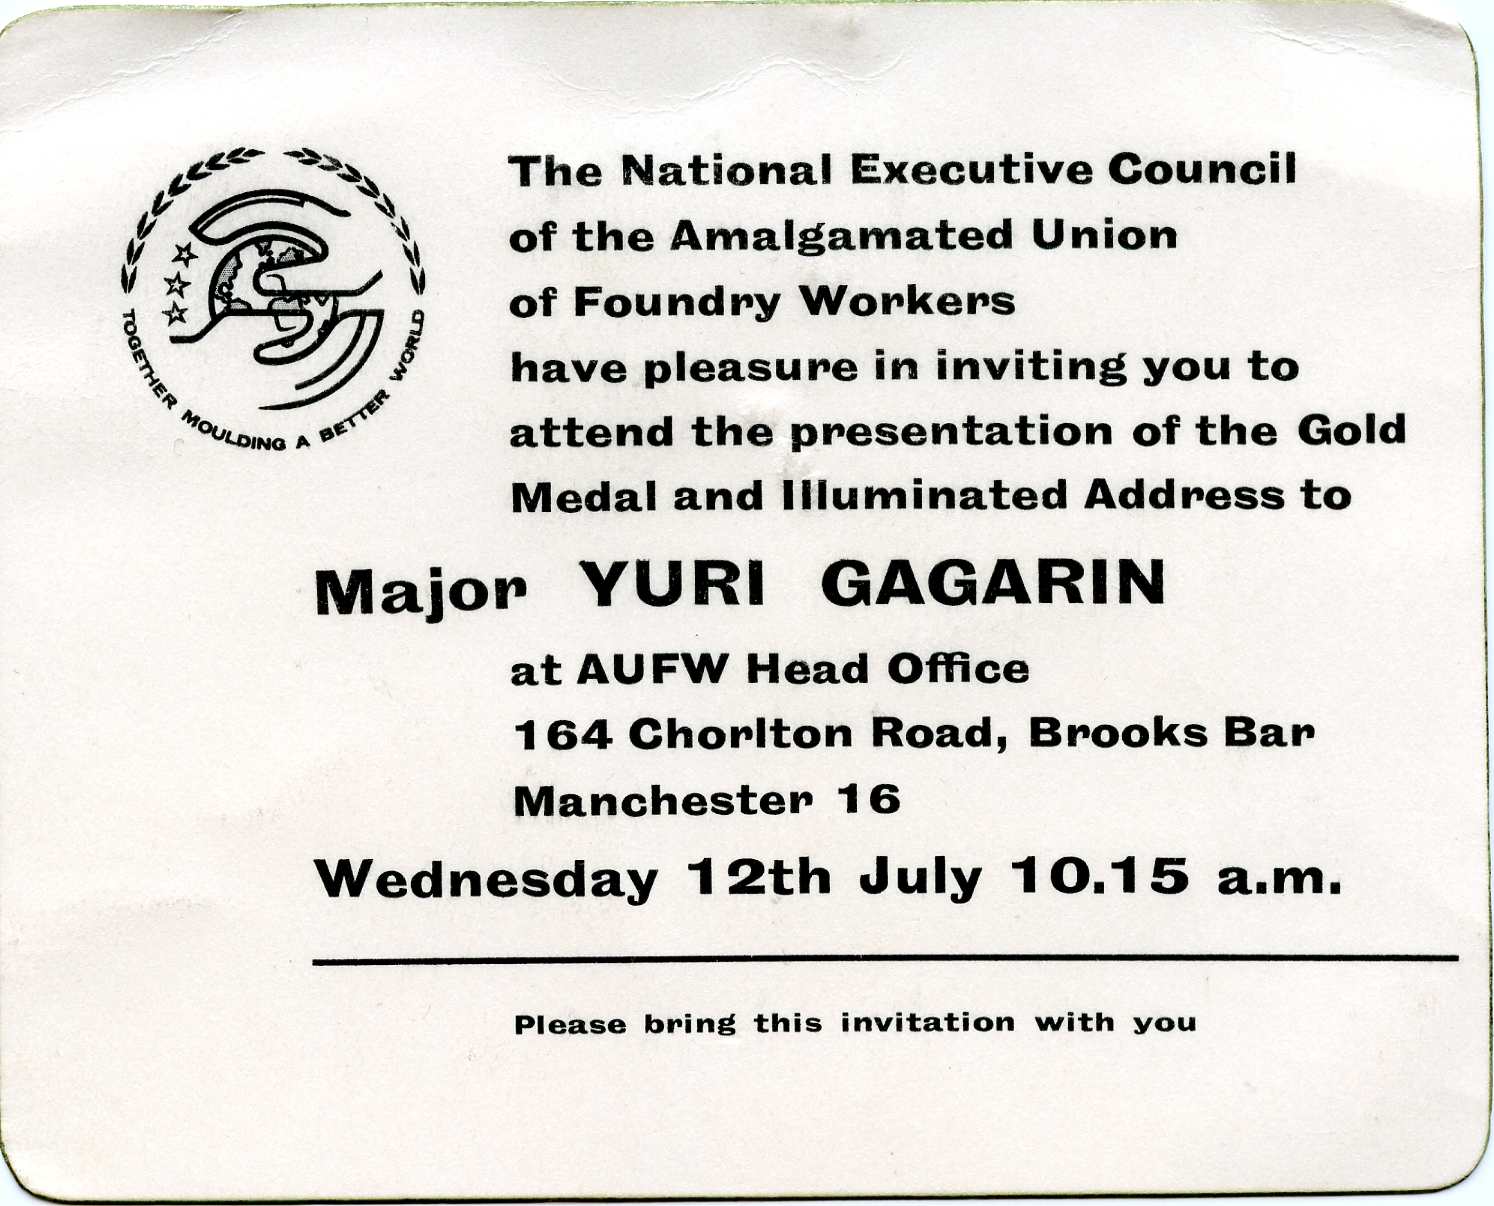 The National Executive Council
of the Amalgamated Union
of Foundry Workers
have pleasure in inviting you to
attend the presentation of the Gold
Medal and Illuminated Address to
Major YURI GAGARIN
at AUFW Head Office
164 Chorlton Road, Brooks Bar
Manchester 16
Wednesday 12th July 10.15 a.m.
Please bring this invitation with you
TOGETHER MOULDING A BETTER WORLD